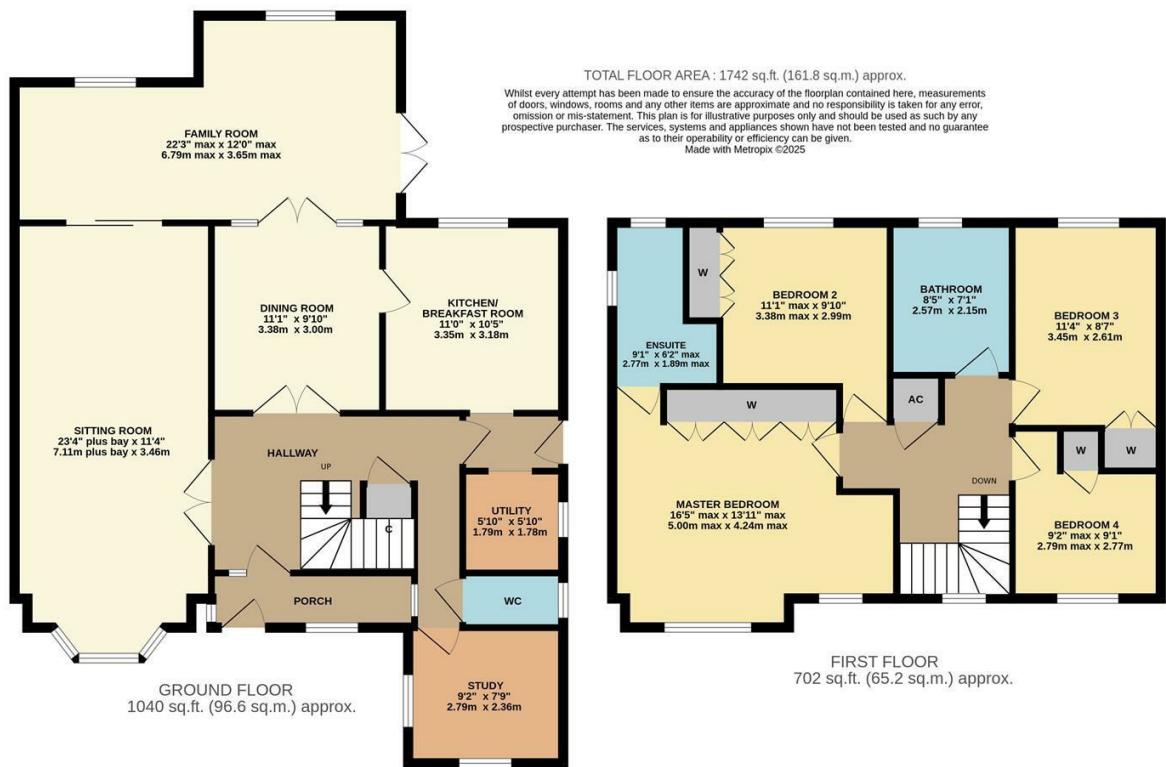 TOTAL FLOOR AREA : 1742 sq.ft. (161.8 sq.m.) approx.
Whilst every attempt has been made to ensure the accuracy of the floorplan contained here, measurements
of doors, windows, rooms and any other items are approximate and no responsibility is taken for any error,
omission or mis-statement. This plan is for illustrative purposes only and should be used as such by any
prospective purchaser. The services, systems and appliances shown have not been tested and no guarantee
as to their operability or efficiency can be given.
Made with Metropix ©2025
FAMILY ROOM
22'3" max x 12'0" max
6.79m max x 3.65m max
DINING ROOM
11'1" x 9'10"
3.38m x 3.00m
KITCHEN/
BREAKFAST ROOM
11'0" x 10'5"
3.35m x 3.18m
SITTING ROOM
23'4" plus bay x 11'4"
7.11m plus bay x 3.46m
HALLWAY
UP
C
UTILITY
5'10" x 5'10"
1.79m x 1.78m
PORCH
WC
STUDY
9'2" x 7'9"
2.79m x 2.36m
GROUND FLOOR
1040 sq.ft. (96.6 sq.m.) approx.
W
BEDROOM 2
11'1" max x 9'10"
3.38m max x 2.99m
BATHROOM
8'5" x 7'1"
2.57m x 2.15m
BEDROOM 3
11'4" x 8'7"
3.45m x 2.61m
ENSUITE
9'1" x 6'2" max
2.77m x 1.89m max
W
AC
W
W
DOWN
MASTER BEDROOM
16'5" max x 13'11" max
5.00m max x 4.24m max
BEDROOM 4
9'2" max x 9'1"
2.79m max x 2.77m
FIRST FLOOR
702 sq.ft. (65.2 sq.m.) approx.